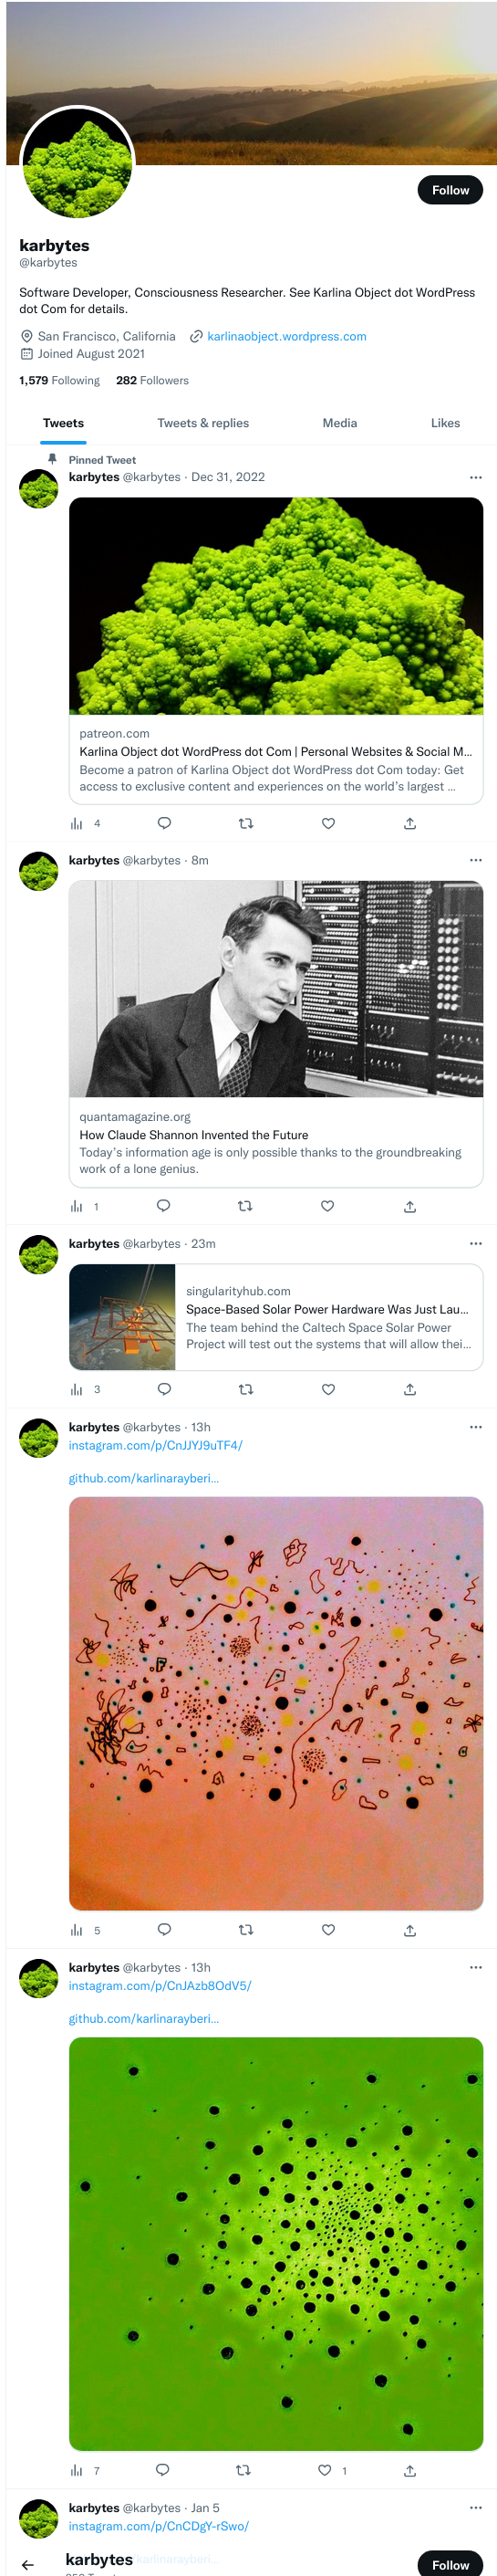 Follow
karbytes
@karbytes
Software Developer, Consciousness Researcher. See Karlina Object dot WordPress
dot Com for details.
San Francisco, California karlinaobject.wordpress.com
Joined August 2021
1,579 Following 282 Followers
Tweets Tweets & replies Media Likes
Pinned Tweet
karbytes @karbytes · Dec 31, 2022
patreon.com
Karlina Object dot WordPress dot Com | Personal Websites & Social M...
Become a patron of Karlina Object dot WordPress dot Com today: Get
access to exclusive content and experiences on the world's largest ...
4
karbytes @karbytes · 8m
quantamagazine.org
How Claude Shannon Invented the Future
Today's information age is only possible thanks to the groundbreaking
work of a lone genius.
1
karbytes @karbytes · 23m
singularityhub.com
Space-Based Solar Power Hardware Was Just Lau...
The team behind the Caltech Space Solar Power
Project will test out the systems that will allow thei...
3
karbytes @karbytes · 13h
instagram.com/p/CnJJYJ9uTF4/
github.com/karlinarayberi...
5
karbytes @karbytes · 13h
instagram.com/p/CnJAzb8OdV5/
github.com/karlinarayberi...
7 1
karbytes @karbytes · Jan 5
instagram.com/p/CnCDgY-rSwo/
karbytes karlinarayberi... Follow